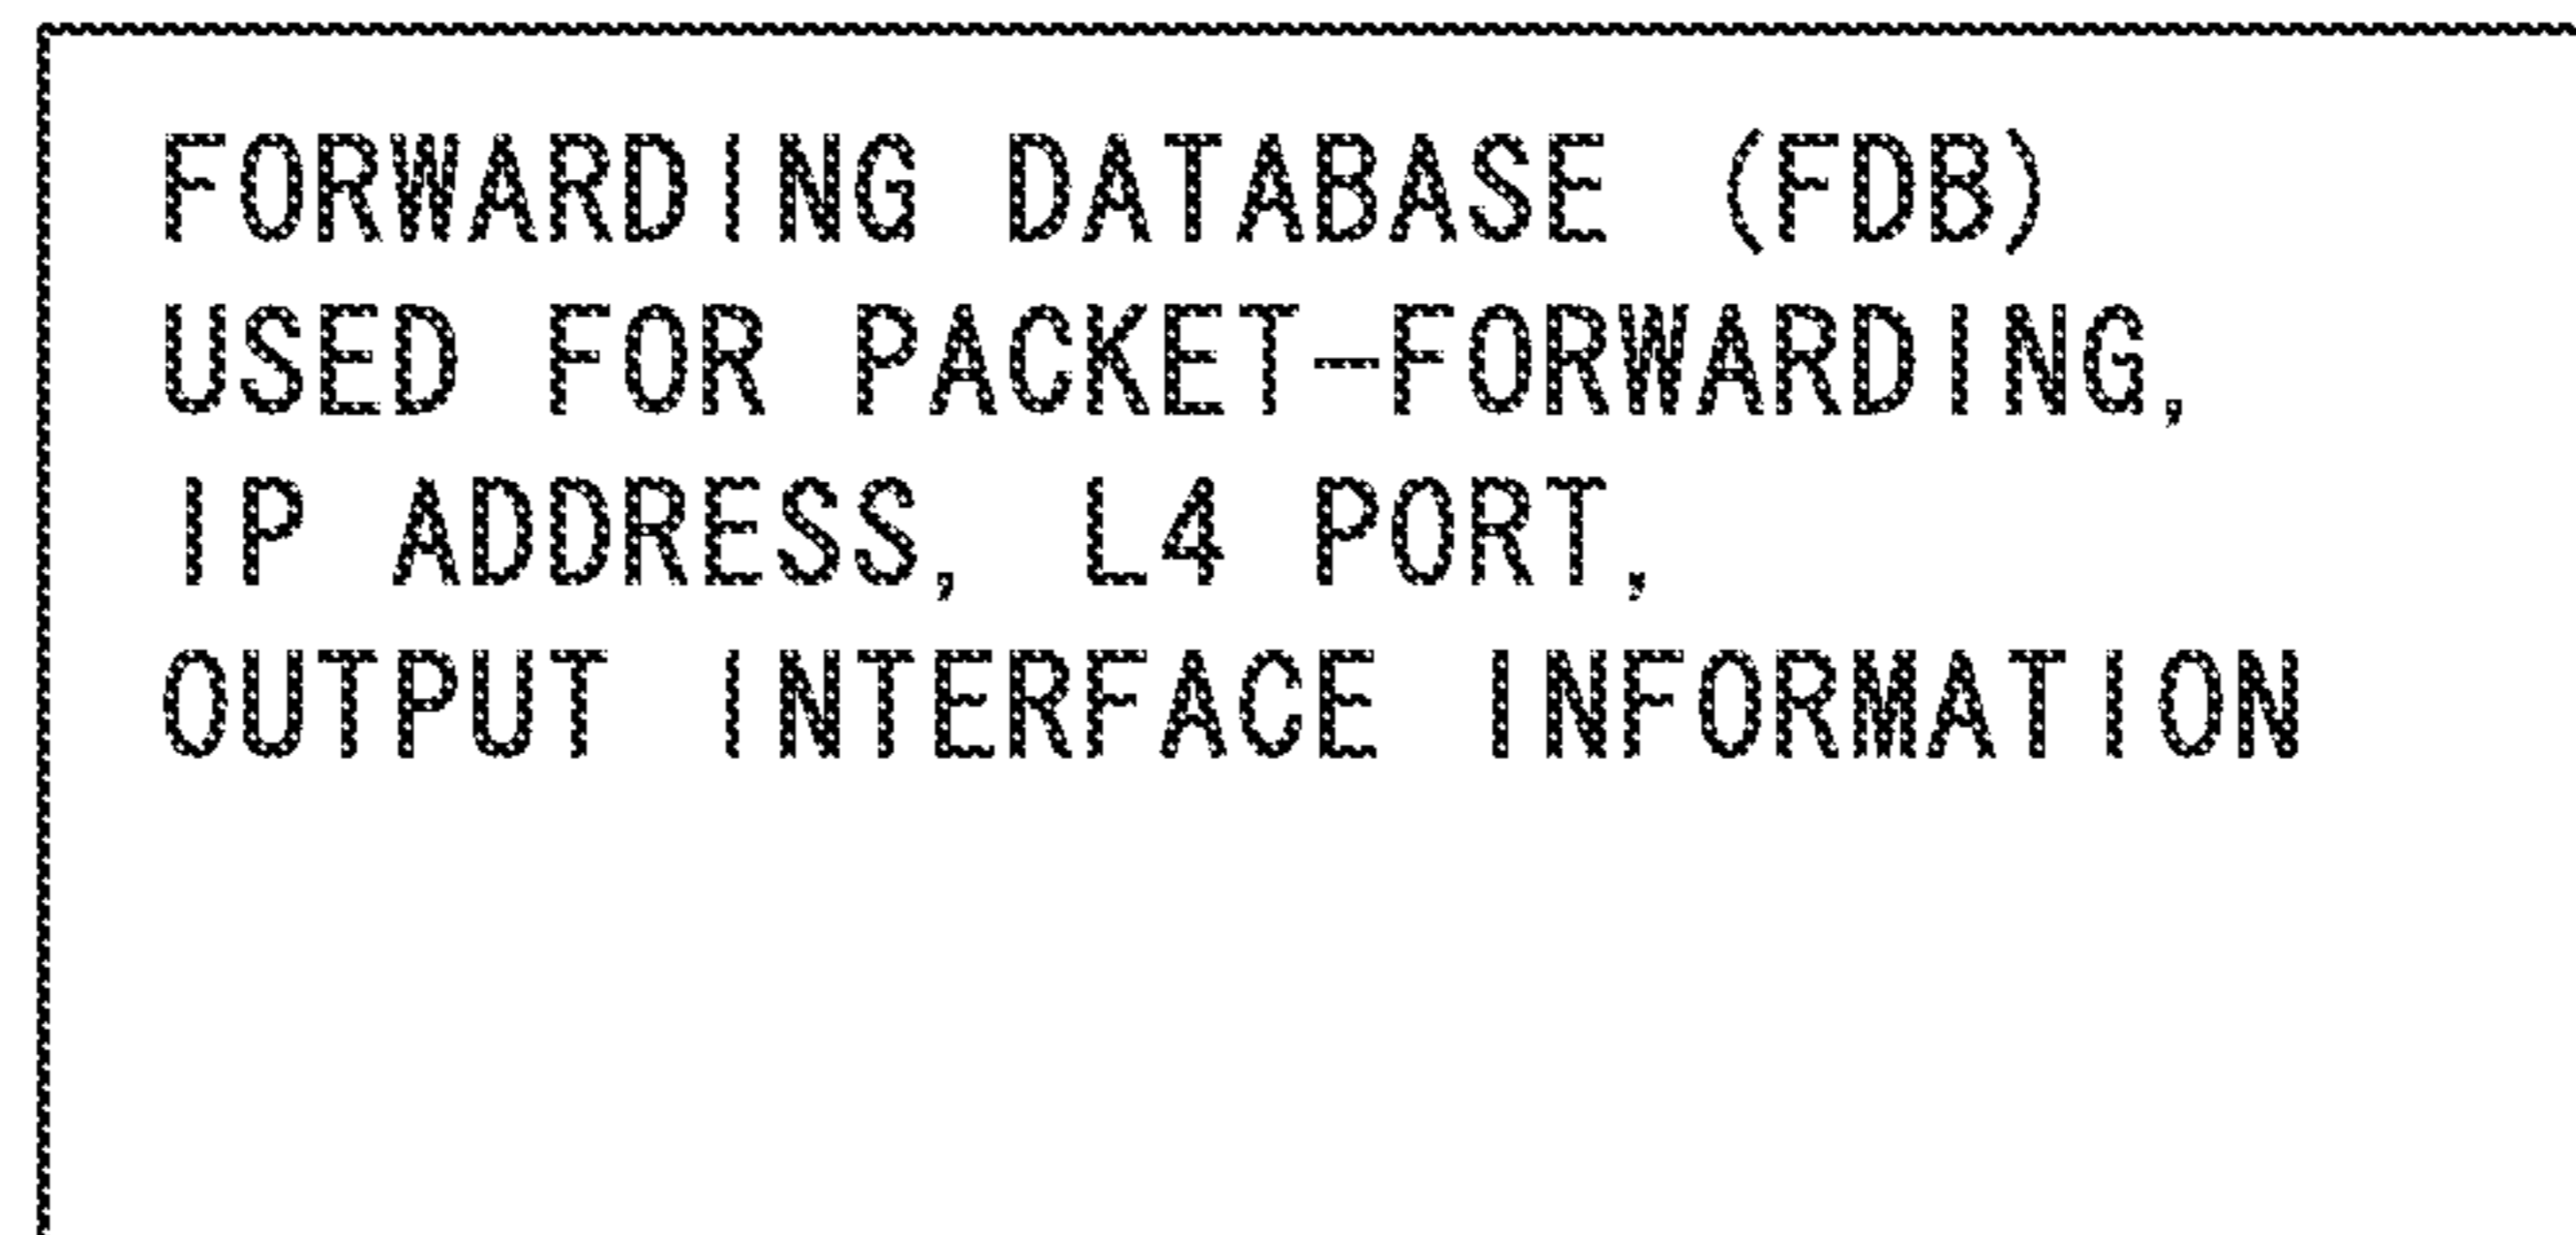 FORWARDING DATABASE (FDB)
USED FOR PACKET-FORWARDING,
IP ADDRESS, L4 PORT,
OUTPUT INTERFACE INFORMATION